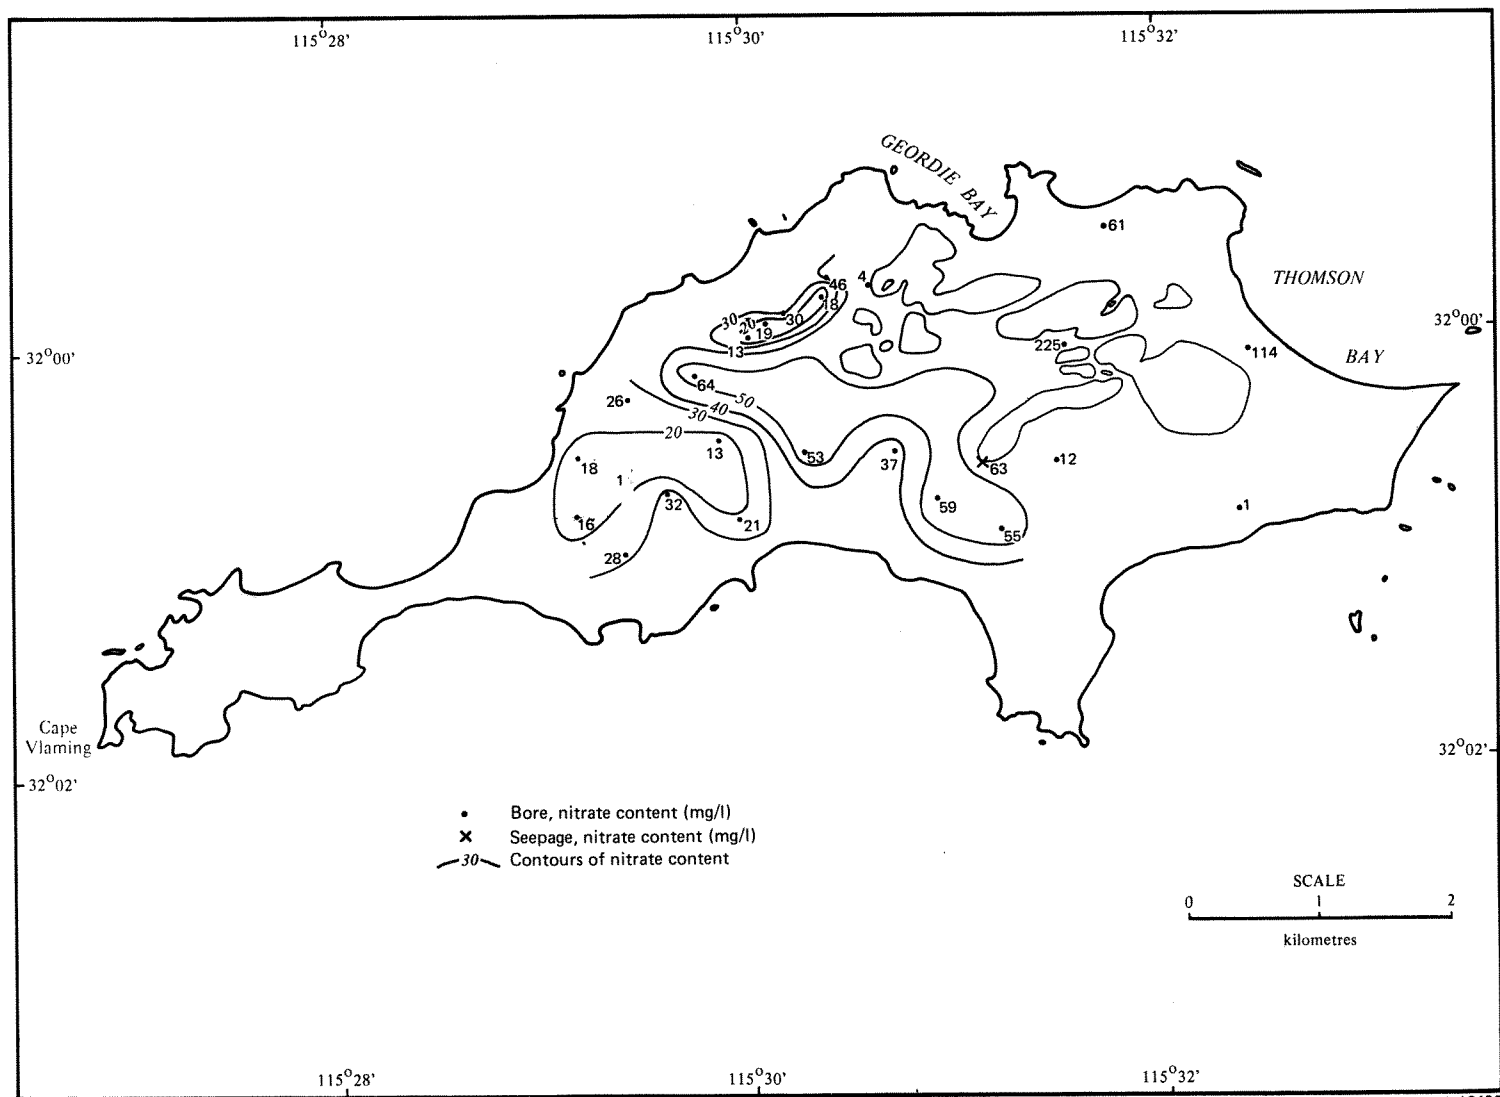 115°28' 115°30' 115°32'
GEORDIE BAY
61
THOMSON
4
46
18
30
30
20
19
32°00'
225
13
114
32°00'
BAY
64
26
50
40
30
20
13
53
37
18
63
12
1
32
59
1
16
21
55
28
Cape
Vlaming
32°02'
32°02'
Bore, nitrate content (mg/l)
Seepage, nitrate content (mg/l)
30 Contours of nitrate content
SCALE
0 1 2
kilometres
115°28' 115°30' 115°32'